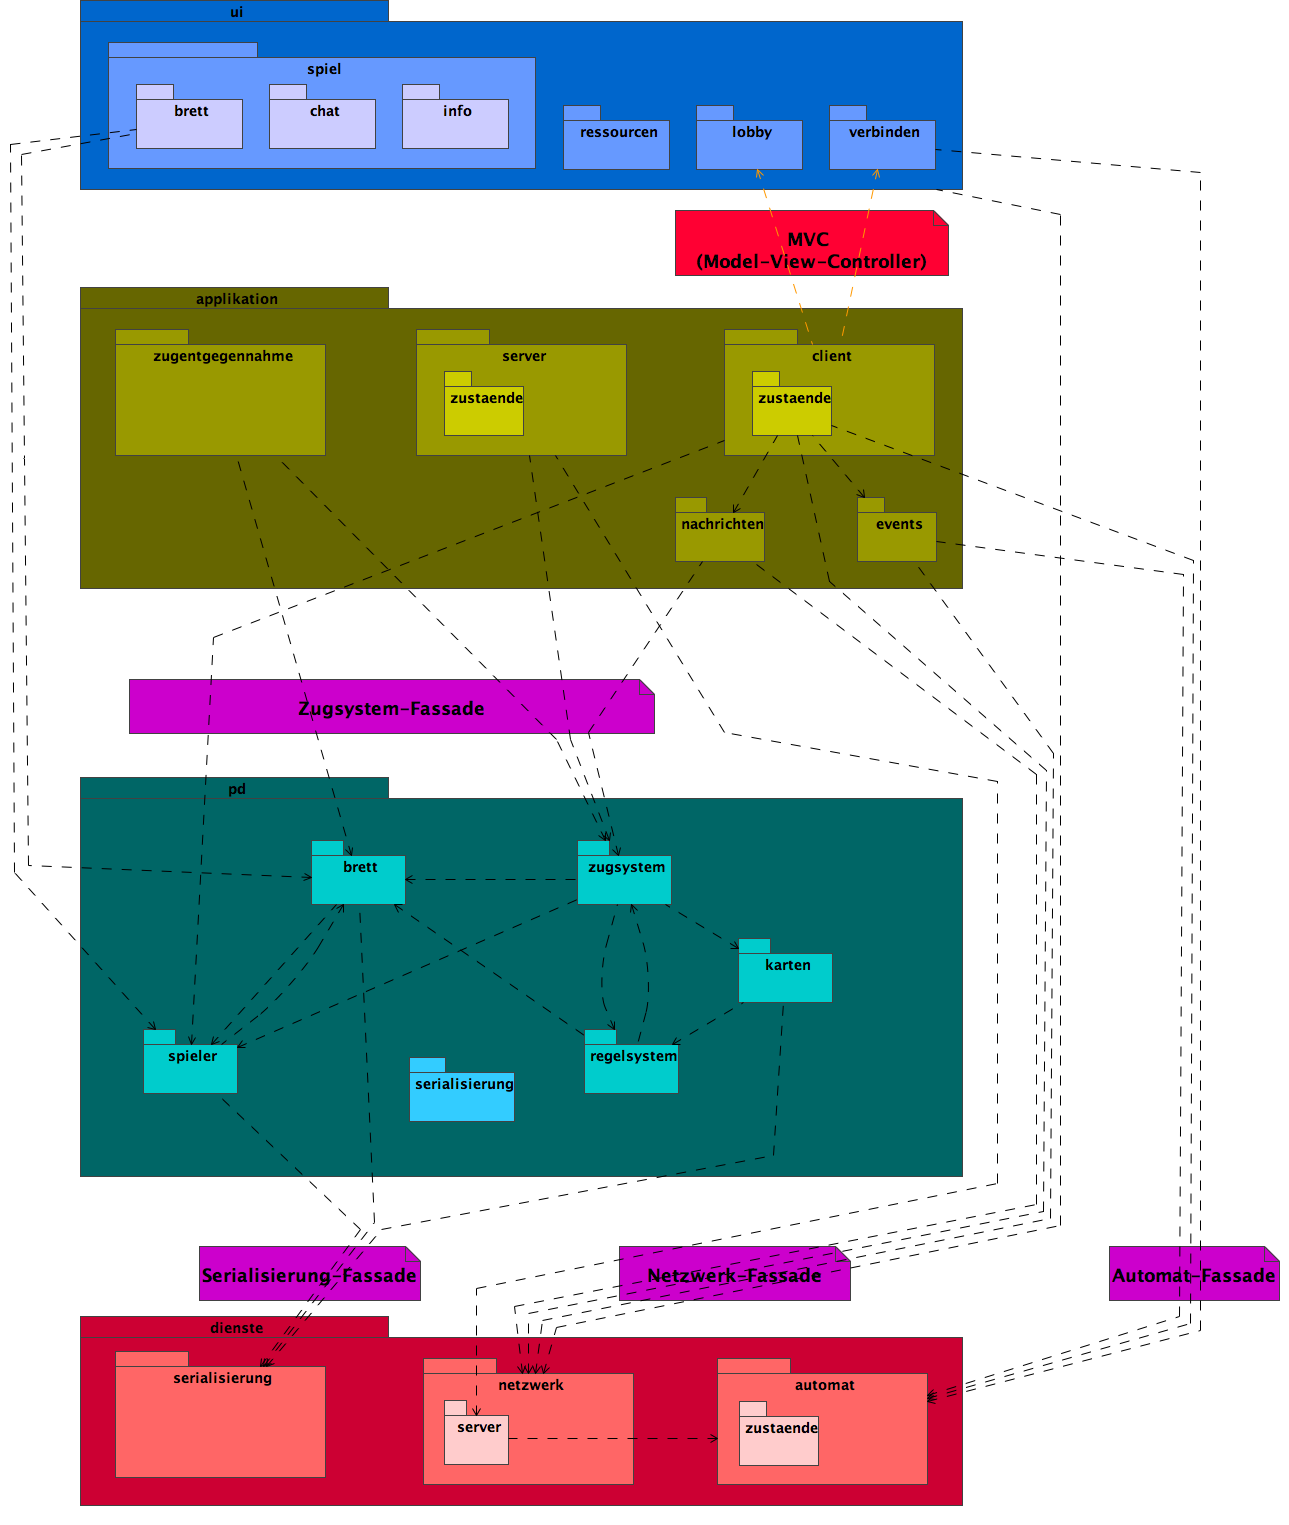 ui
spiel
brett
chat
info
ressourcen
lobby
verbinden
MVC
(Model-View-Controller)
applikation
zugentgegennahme
server
client
zustaende
zustaende
nachrichten
events
Zugsystem-Fassade
pd
brett
zugsystem
karten
spieler
regelsystem
serialisierung
Serialisierung-Fassade
Netzwerk-Fassade
Automat-Fassade
dienste
serialisierung
netzwerk
automat
server
zustaende